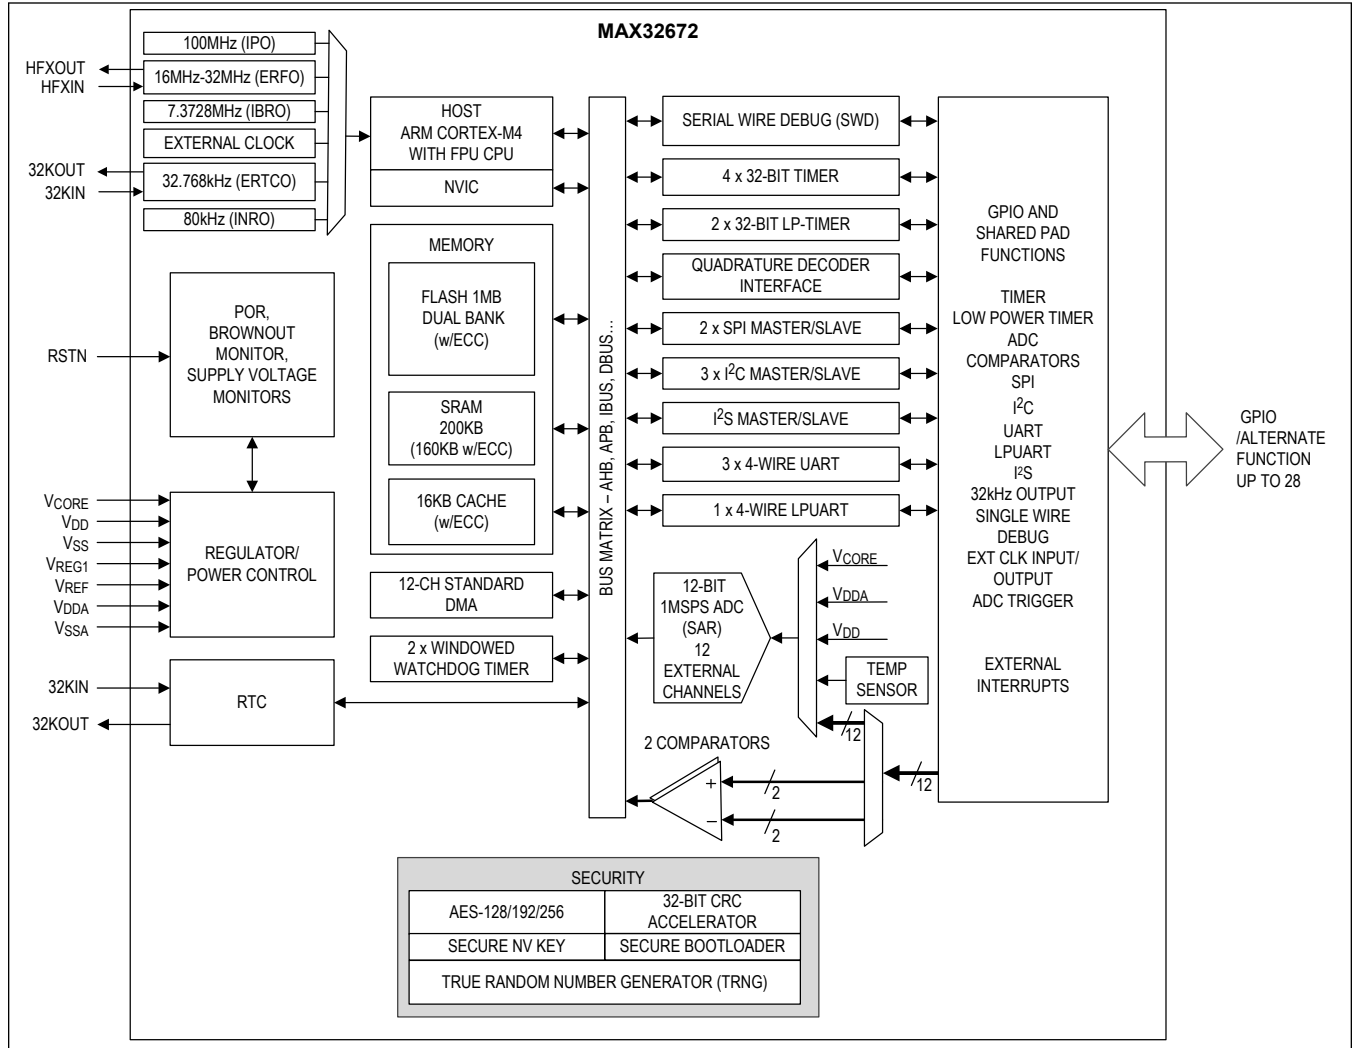 MAX32672
100MHz (IPO)
HFXOUT
HFXIN
16MHz-32MHz (ERFO)
7.3728MHz (IBRO)
EXTERNAL CLOCK
32KOUT
32KIN
32.768kHz (ERTCO)
80kHz (INRO)
HOST
ARM CORTEX-M4
WITH FPU CPU
NVIC
MEMORY
FLASH 1MB
DUAL BANK
(w/ECC)
SRAM
200KB
(160KB w/ECC)
16KB CACHE
(w/ECC)
12-CH STANDARD
DMA
2 x WINDOWED
WATCHDOG TIMER
RSTN
POR,
BROWNOUT
MONITOR,
SUPPLY VOLTAGE
MONITORS
VCORE
VDD
VSS
VREG1
VREF
VDDA
VSSA
REGULATOR/
POWER CONTROL
32KIN
32KOUT
RTC
BUS MATRIX – AHB, APB, IBUS, DBUS…
SERIAL WIRE DEBUG (SWD)
4 x 32-BIT TIMER
2 x 32-BIT LP-TIMER
QUADRATURE DECODER
INTERFACE
2 x SPI MASTER/SLAVE
3 x I²C MASTER/SLAVE
I²S MASTER/SLAVE
3 x 4-WIRE UART
1 x 4-WIRE LPUART
12-BIT
1MSPS ADC
(SAR)
12
EXTERNAL
CHANNELS
VCORE
VDDA
VDD
TEMP
SENSOR
12
12
2 COMPARATORS
+
2
–
2
GPIO AND
SHARED PAD
FUNCTIONS
TIMER
LOW POWER TIMER
ADC
COMPARATORS
SPI
I²C
UART
LPUART
I²S
32kHz OUTPUT
SINGLE WIRE
DEBUG
EXT CLK INPUT/
OUTPUT
ADC TRIGGER
EXTERNAL
INTERRUPTS
GPIO
/ALTERNATE
FUNCTION
UP TO 28
SECURITY
AES-128/192/256
32-BIT CRC
ACCELERATOR
SECURE NV KEY
SECURE BOOTLOADER
TRUE RANDOM NUMBER GENERATOR (TRNG)